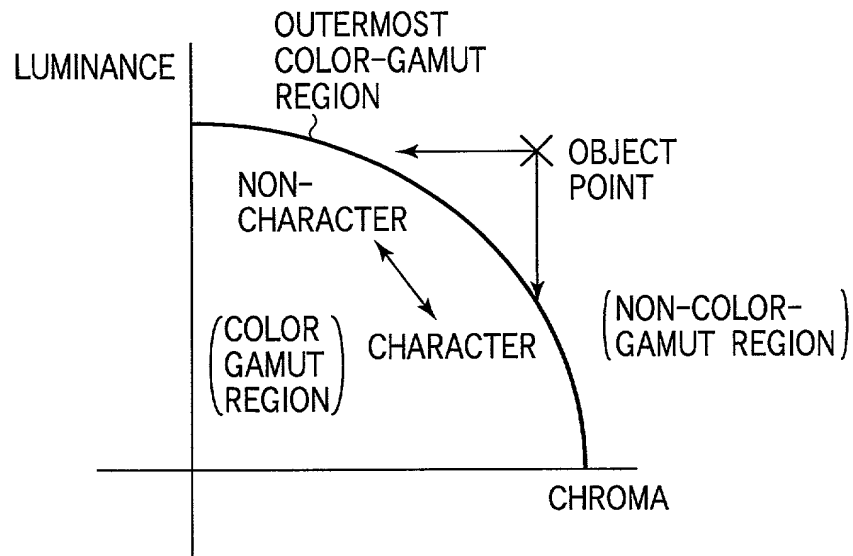 OUTERMOST
COLOR-GAMUT
REGION
LUMINANCE
OBJECT
POINT
NON-
CHARACTER
(NON-COLOR-
GAMUT REGION)
(COLOR
GAMUT
REGION)
CHARACTER
CHROMA